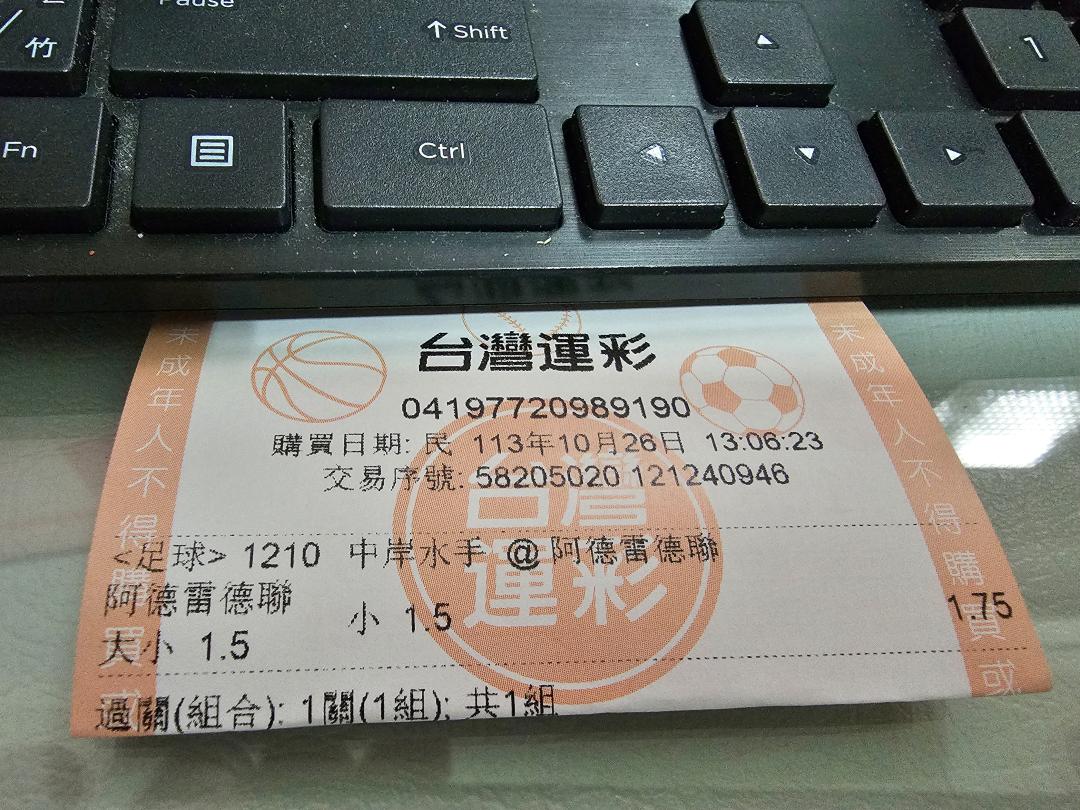 Pause
竹
↑ Shift
1
Fn
Ctrl
台灣運彩
04197720989190
購買日期: 民 113年10月26日 13:06:23
交易序號: 58205020 121240946
<足球> 1210 中岸水手 @ 阿德雷德聯
阿德雷德聯
小 1.5
1.75
大小 1.5
過關(組合): 1關(1組); 共1組
未成年人不得購買或
未成年人不得購買或
台灣
運彩